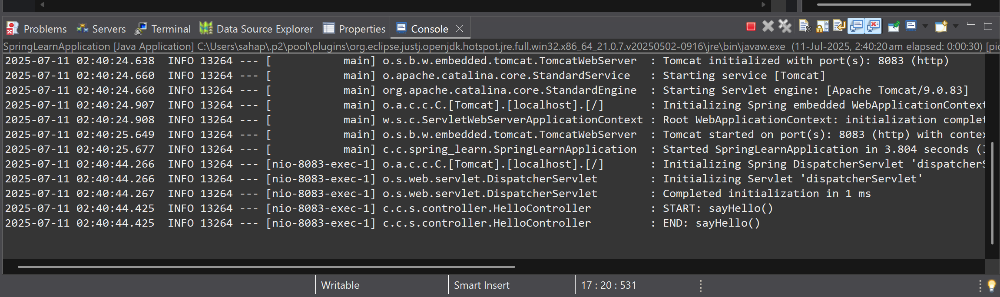 Problems Servers Terminal Data Source Explorer Properties Console
SpringLearnApplication [Java Application] C:\Users\sahap\.p2\pool\plugins\org.eclipse.justj.openjdk.hotspot.jre.full.win32.x86_64_21.0.7.v20250502-0916\jre\bin\javaw.exe (11-Jul-2025, 2:40:20 am elapsed: 0:00:30) [pid
2025-07-11 02:40:24.638  INFO 13264 --- [           main] o.s.b.w.embedded.tomcat.TomcatWebServer  : Tomcat initialized with port(s): 8083 (http)
2025-07-11 02:40:24.660  INFO 13264 --- [           main] o.apache.catalina.core.StandardService   : Starting service [Tomcat]
2025-07-11 02:40:24.660  INFO 13264 --- [           main] org.apache.catalina.core.StandardEngine  : Starting Servlet engine: [Apache Tomcat/9.0.83]
2025-07-11 02:40:24.907  INFO 13264 --- [           main] o.a.c.c.C.[Tomcat].[localhost].[/]       : Initializing Spring embedded WebApplicationContext
2025-07-11 02:40:24.908  INFO 13264 --- [           main] w.s.c.ServletWebServerApplicationContext : Root WebApplicationContext: initialization complet
2025-07-11 02:40:25.649  INFO 13264 --- [           main] o.s.b.w.embedded.tomcat.TomcatWebServer  : Tomcat started on port(s): 8083 (http) with contex
2025-07-11 02:40:25.677  INFO 13264 --- [           main] c.c.spring_learn.SpringLearnApplication  : Started SpringLearnApplication in 3.804 seconds (
2025-07-11 02:40:44.266  INFO 13264 --- [nio-8083-exec-1] o.a.c.c.C.[Tomcat].[localhost].[/]       : Initializing Spring DispatcherServlet 'dispatcherS
2025-07-11 02:40:44.266  INFO 13264 --- [nio-8083-exec-1] o.s.web.servlet.DispatcherServlet        : Initializing Servlet 'dispatcherServlet'
2025-07-11 02:40:44.267  INFO 13264 --- [nio-8083-exec-1] o.s.web.servlet.DispatcherServlet        : Completed initialization in 1 ms
2025-07-11 02:40:44.425  INFO 13264 --- [nio-8083-exec-1] c.c.s.controller.HelloController         : START: sayHello()
2025-07-11 02:40:44.425  INFO 13264 --- [nio-8083-exec-1] c.c.s.controller.HelloController         : END: sayHello()
Writable Smart Insert 17 : 20 : 531